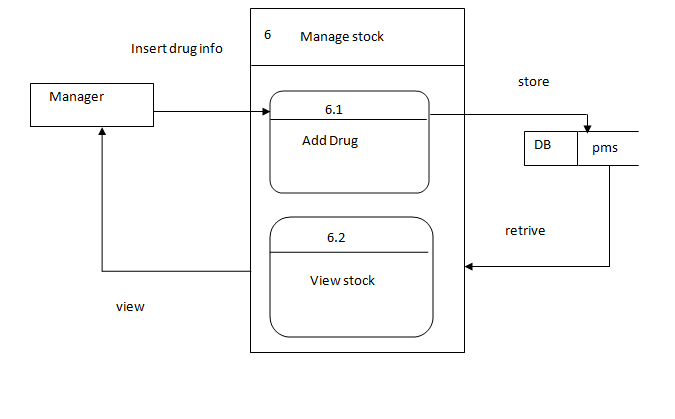 6 Manage stock
Insert drug info
Manager
store
6.1
Add Drug
DB pms
6.2
retrive
View stock
view